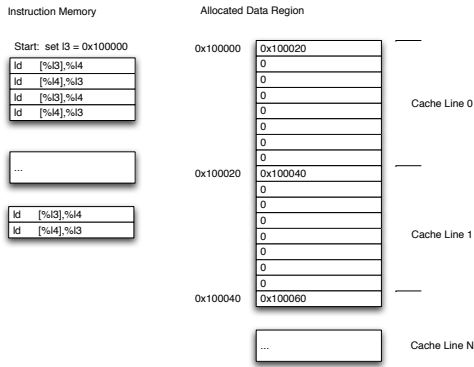 Instruction Memory
Start: set l3 = 0x100000
ld [%l3],%l4
ld [%l4],%l3
ld [%l3],%l4
ld [%l4],%l3
...
ld [%l3],%l4
ld [%l4],%l3
Allocated Data Region
0x100000 0x100020
0
0
0
0
0
0
0
Cache Line 0
0x100020 0x100040
0
0
0
0
0
0
0
Cache Line 1
0x100040 0x100060
... Cache Line N